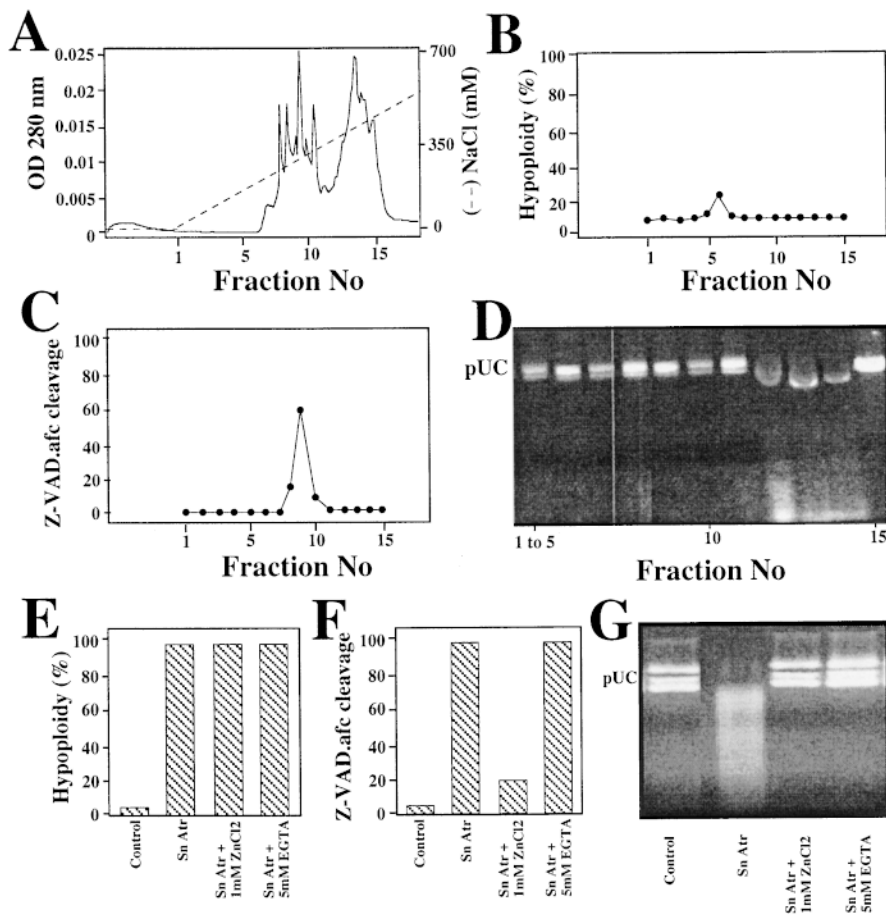 A
OD 280 nm
0.025
0.02
0.015
0.01
0.005
0
700
350
0
(--) NaCl (mM)
1
5
10
15
Fraction No
B
Hypoploidy (%)
100
80
60
40
20
0
1
5
10
15
Fraction No
C
Z-VAD.afc cleavage
100
80
60
40
20
0
1
5
10
15
Fraction No
D
pUC
1 to 5
10
15
Fraction No
E
Hypoploidy (%)
100
80
60
40
20
0
Control
Sn Atr
Sn Atr +
1mM ZnCl2
Sn Atr +
5mM EGTA
F
Z-VAD.afc cleavage
100
80
60
40
20
0
Control
Sn Atr
Sn Atr +
1mM ZnCl2
Sn Atr +
5mM EGTA
G
pUC
Control
Sn Atr
Sn Atr +
1mM ZnCl2
Sn Atr +
5mM EGTA